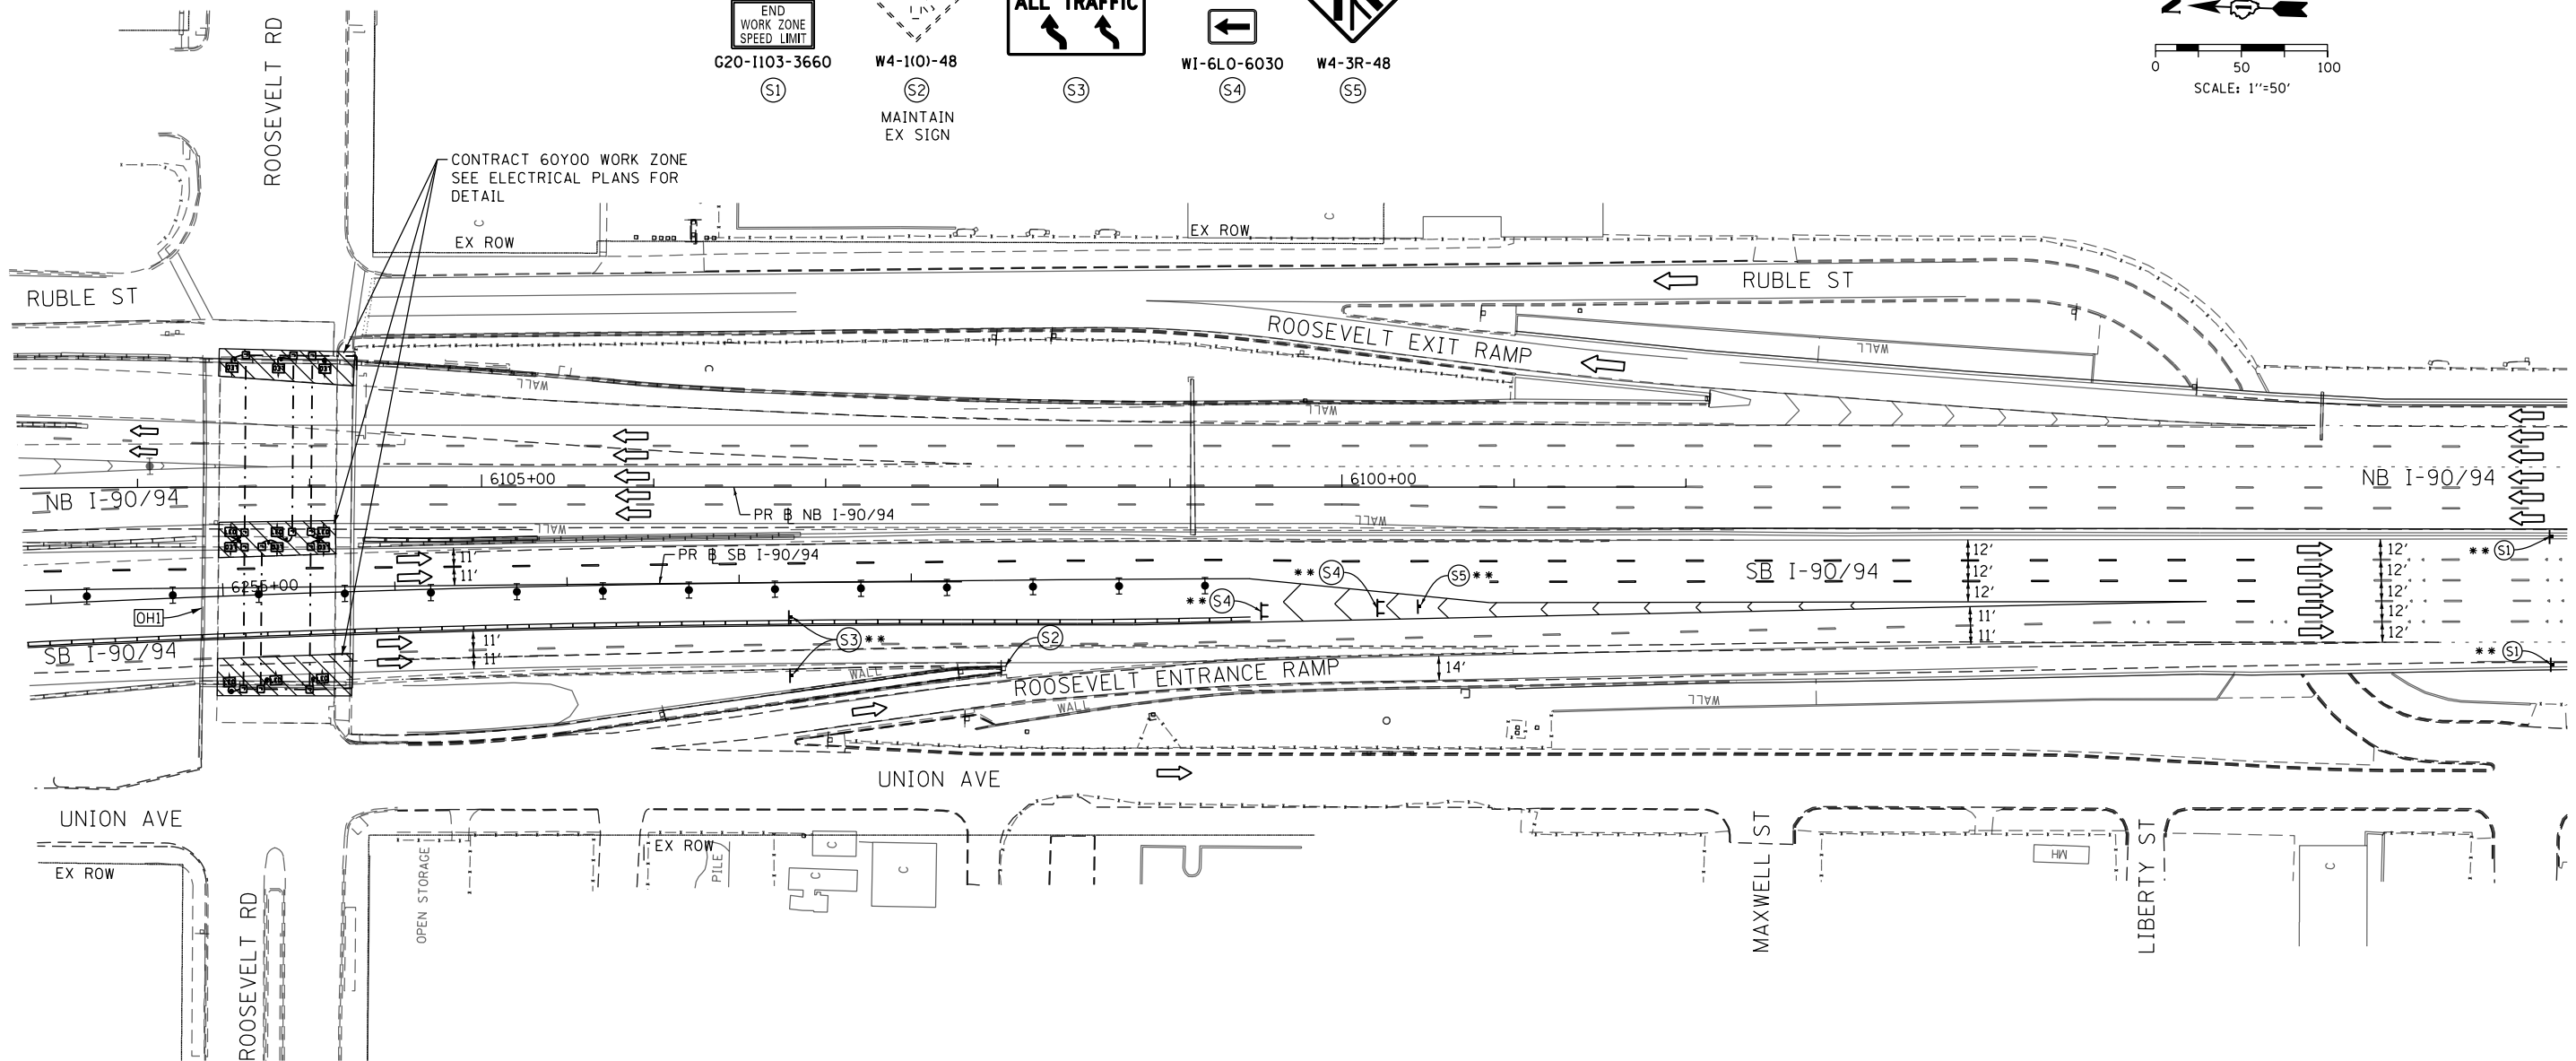 END
WORK ZONE
SPEED LIMIT
G20-I103-3660
S1
W4-1(O)-48
S2
MAINTAIN
EX SIGN
ALL TRAFFIC
S3
WI-6LO-6030
S4
W4-3R-48
S5
0 50 100
SCALE: 1''=50'
ROOSEVELT RD
CONTRACT 60Y00 WORK ZONE
SEE ELECTRICAL PLANS FOR
DETAIL
C
EX ROW
C
EX ROW
RUBLE ST
RUBLE ST
ROOSEVELT EXIT RAMP
WALL
WALL
WALL
6105+00
6100+00
NB I-90/94
NB I-90/94
PR B NB I-90/94
WALL
WALL
PR B SB I-90/94
11'
11'
6255+00
OH1
** S4
S5 **
** S4
SB I-90/94
12'
12'
12'
11'
11'
12'
12'
12'
12'
12'
** S1
** S1
SB I-90/94
11'
11'
S3 **
S2
WALL
ROOSEVELT ENTRANCE RAMP
14'
WALL
WALL
UNION AVE
UNION AVE
EX ROW
EX ROW
OPEN STORAGE
PILE
C
C
C
MAXWELL ST
MH
LIBERTY ST
C
ROOSEVELT RD